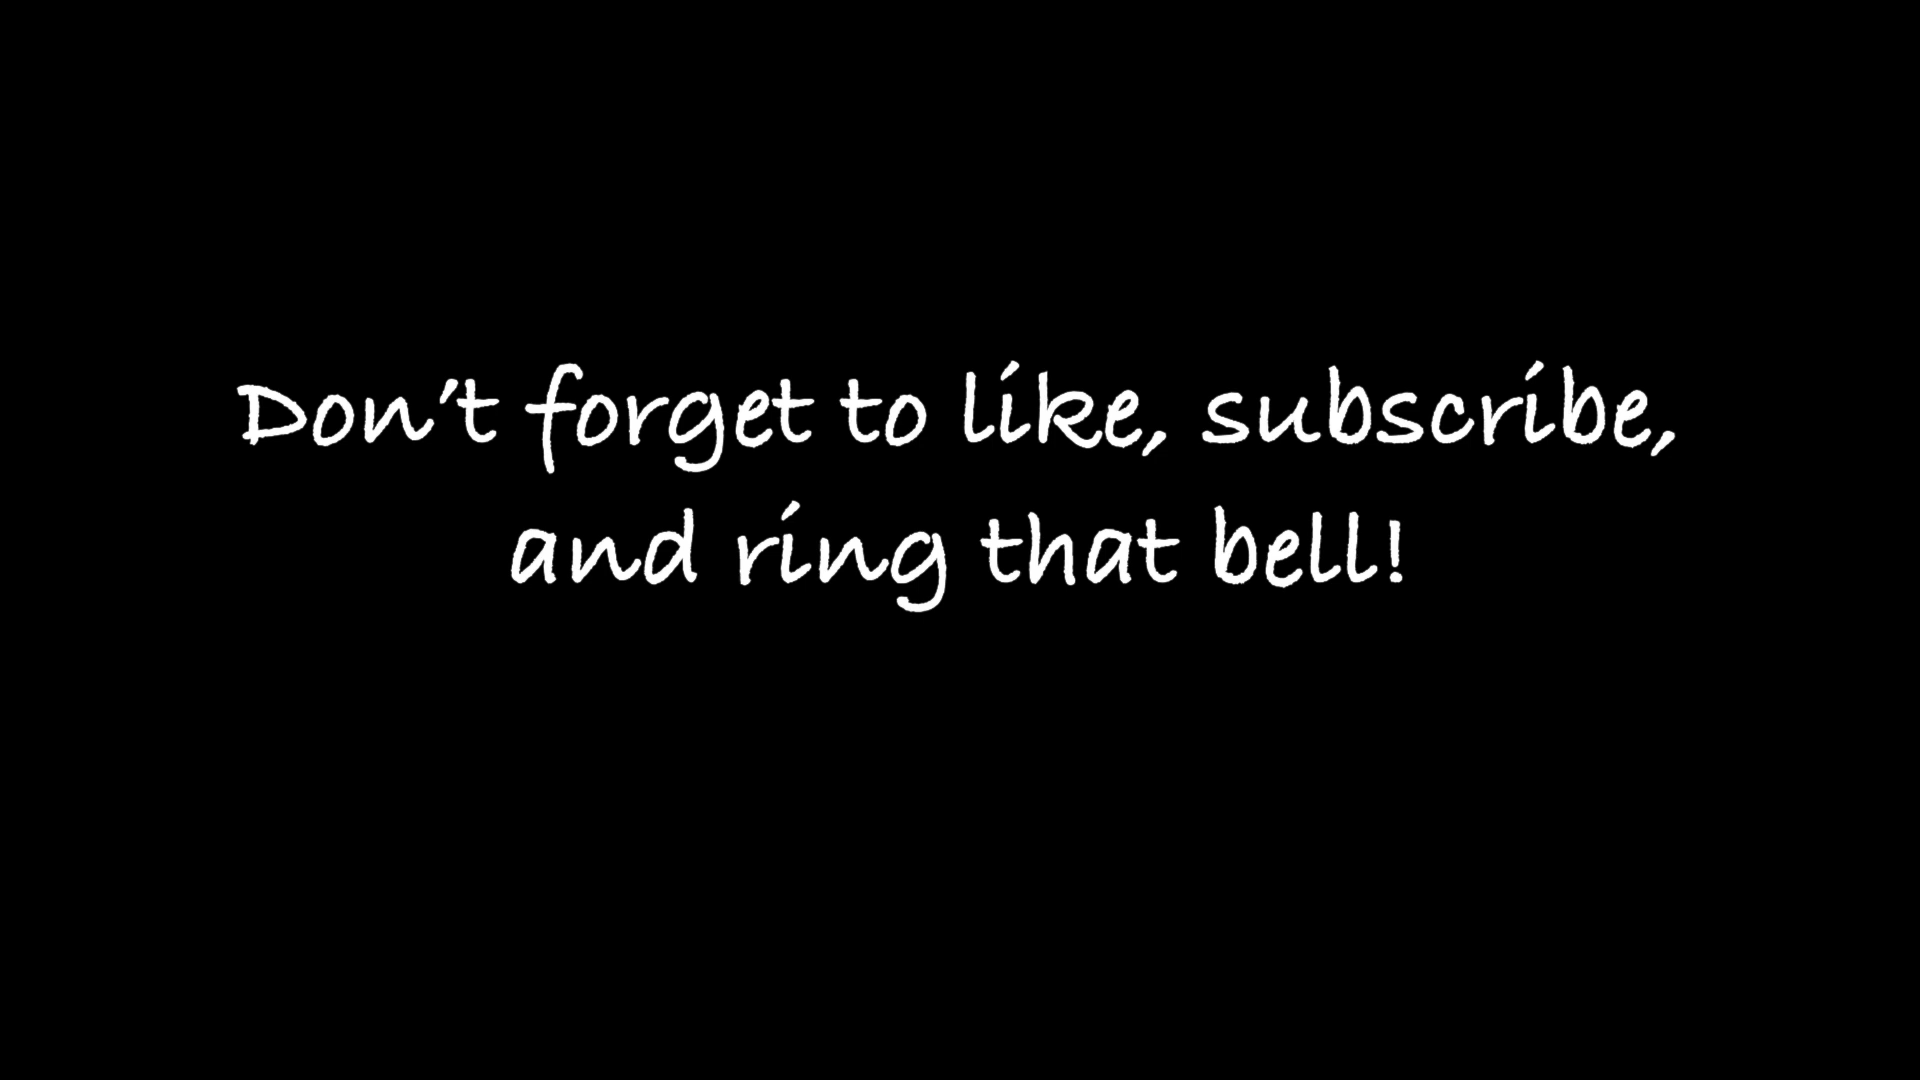 Don't forget to like, subscribe,
and ring that bell!